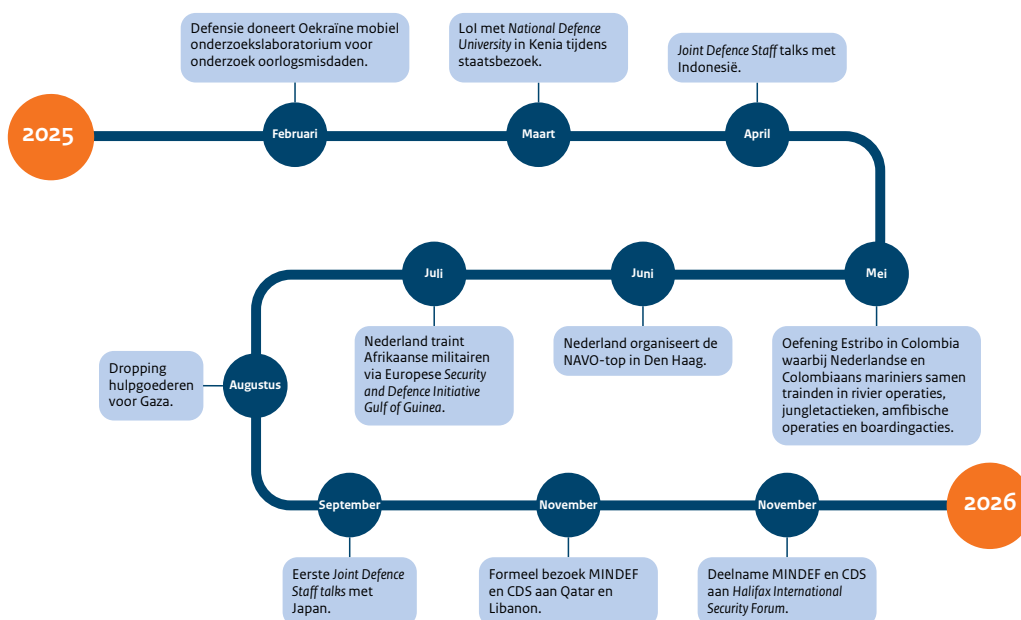 2025
Defensie doneert Oekraïne mobiel
onderzoekslaboratorium voor
onderzoek oorlogsmisdaden.
Februari
LoI met National Defence
University in Kenia tijdens
staatsbezoek.
Maart
Joint Defence Staff talks met
Indonesië.
April
Mei
Oefening Estribo in Colombia
waarbij Nederlandse en
Colombiaans mariniers samen
trainden in rivier operaties,
jungletactieken, amfibische
operaties en boardingacties.
Juni
Nederland organiseert de
NAVO-top in Den Haag.
Juli
Nederland traint
Afrikaanse militairen
via Europese Security
and Defence Initiative
Gulf of Guinea.
Augustus
Dropping
hulpgoederen
voor Gaza.
September
Eerste Joint Defence
Staff talks met
Japan.
November
Formeel bezoek MINDEF
en CDS aan Qatar en
Libanon.
November
Deelname MINDEF en CDS
aan Halifax International
Security Forum.
2026